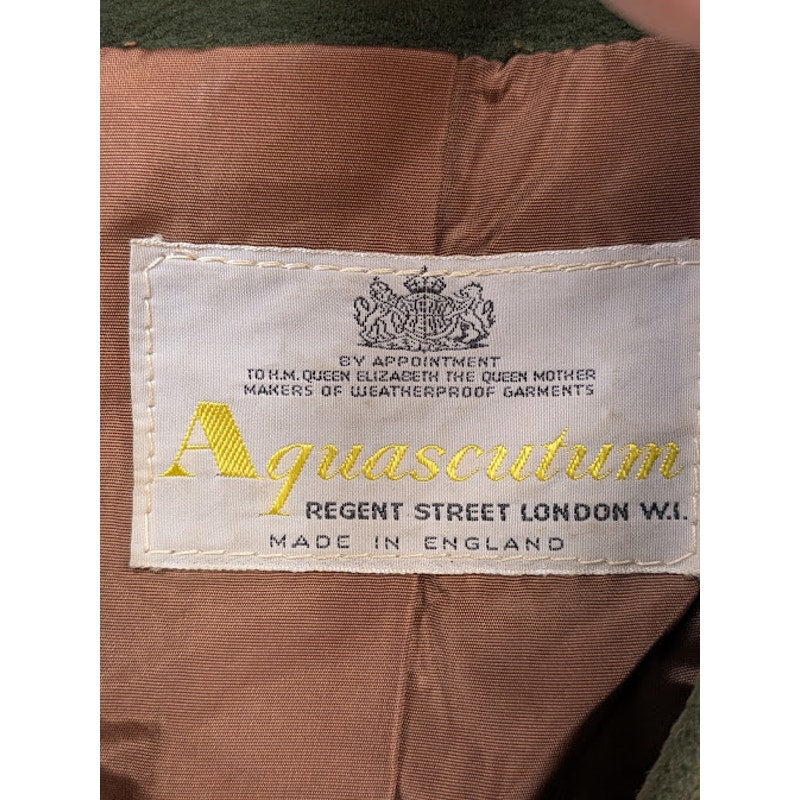 BY APPOINTMENT
TO H.M. QUEEN ELIZABETH THE QUEEN MOTHER
MAKERS OF WEATHERPROOF GARMENTS
Aquascutum
REGENT STREET LONDON W.I.
MADE IN ENGLAND